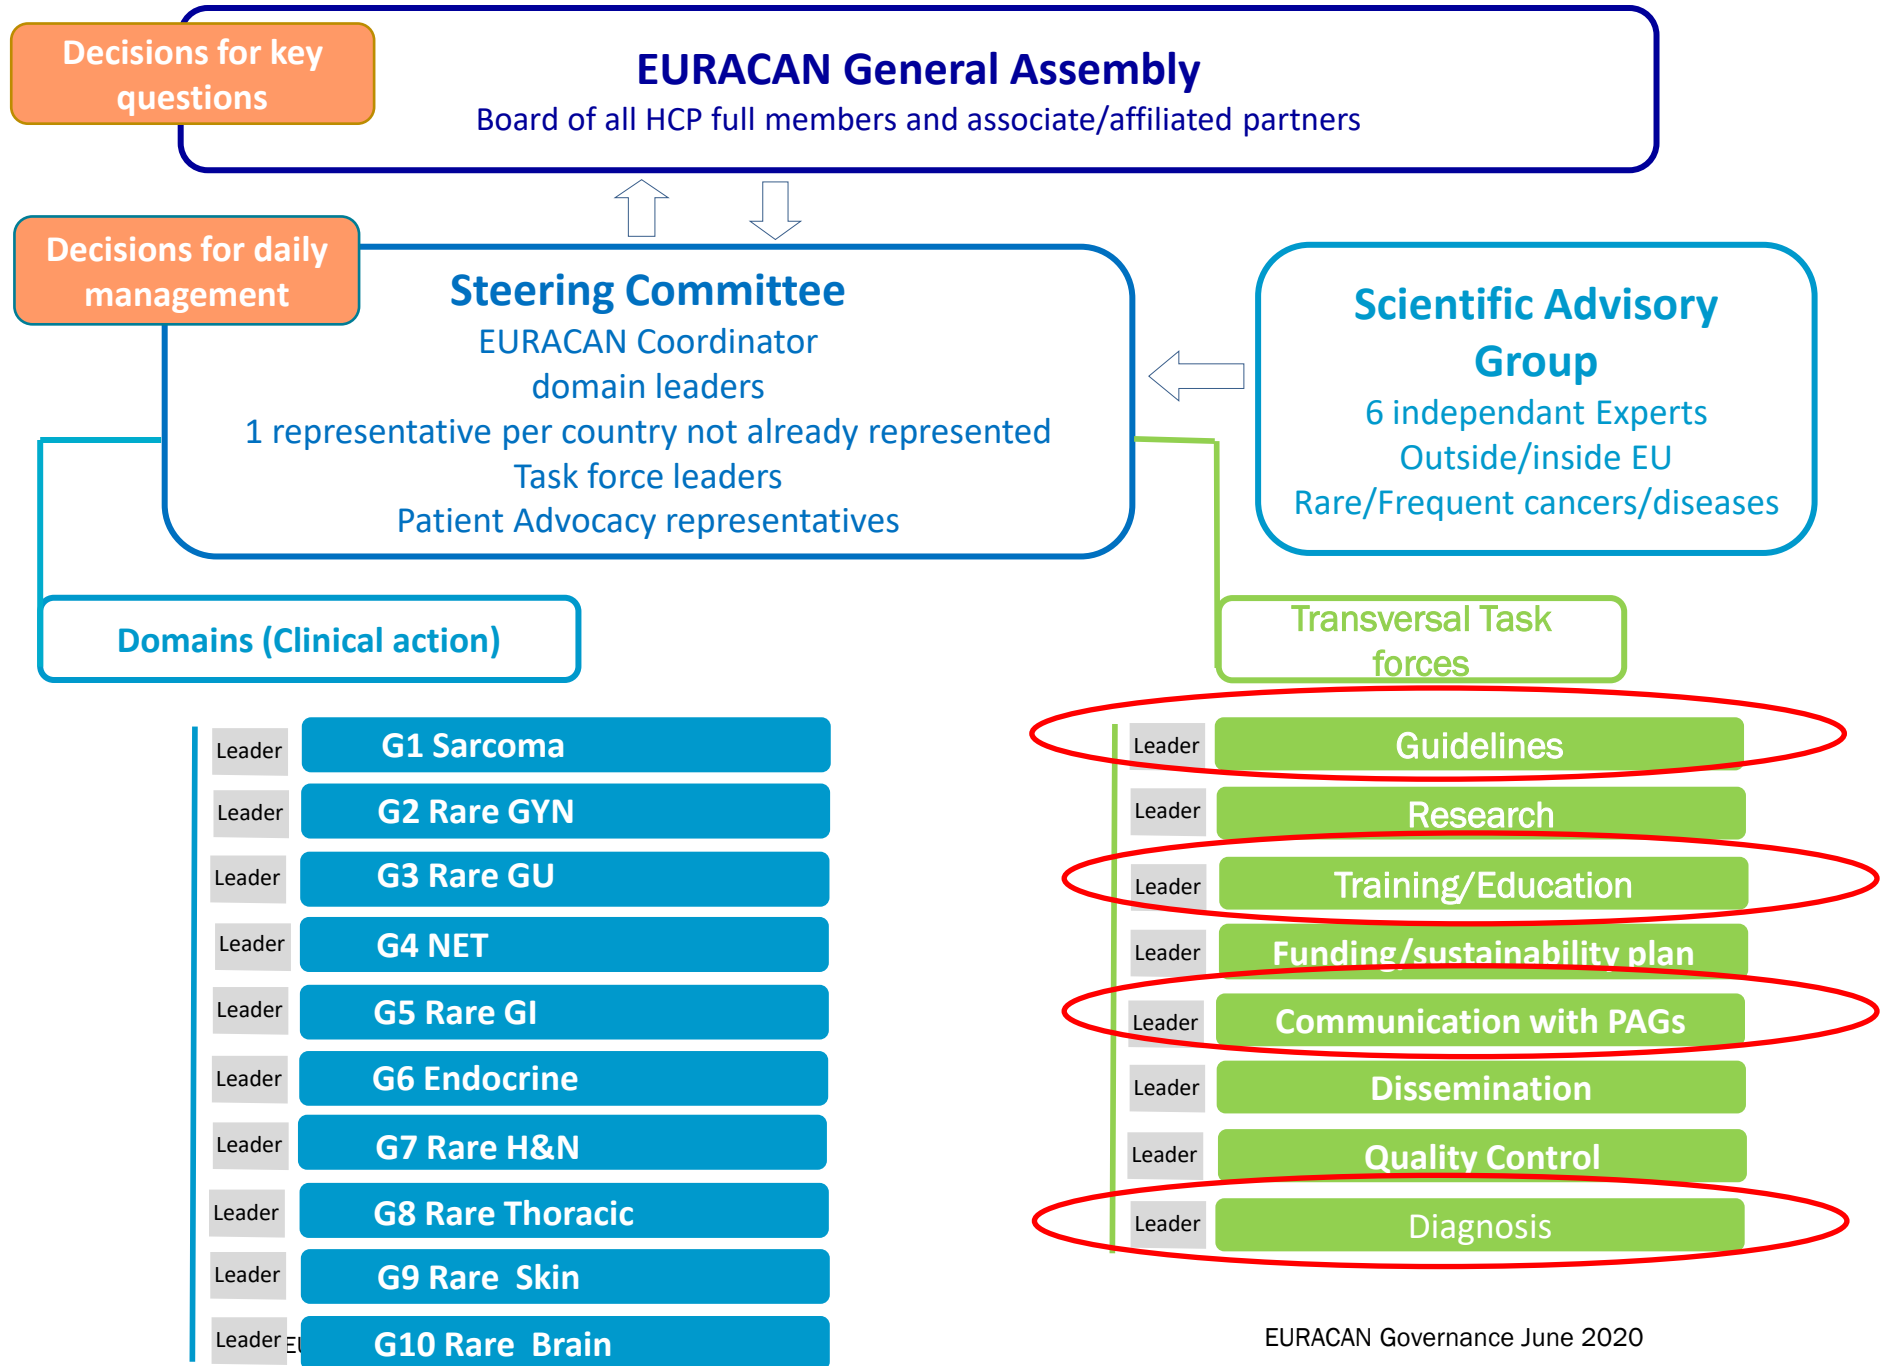 Decisions for key
questions
EURACAN General Assembly
Board of all HCP full members and associate/affiliated partners
Decisions for daily
management
Steering Committee
EURACAN Coordinator
domain leaders
1 representative per country not already represented
Task force leaders
Patient Advocacy representatives
Scientific Advisory
Group
6 independant Experts
Outside/inside EU
Rare/Frequent cancers/diseases
Domains (Clinical action)
Leader G1 Sarcoma
Leader G2 Rare GYN
Leader G3 Rare GU
Leader G4 NET
Leader G5 Rare GI
Leader G6 Endocrine
Leader G7 Rare H&N
Leader G8 Rare Thoracic
Leader G9 Rare Skin
Leader G10 Rare Brain
Transversal Task
forces
Leader Guidelines
Leader Research
Leader Training/Education
Leader Funding/sustainability plan
Leader Communication with PAGs
Leader Dissemination
Leader Quality Control
Leader Diagnosis
EURACAN Governance June 2020